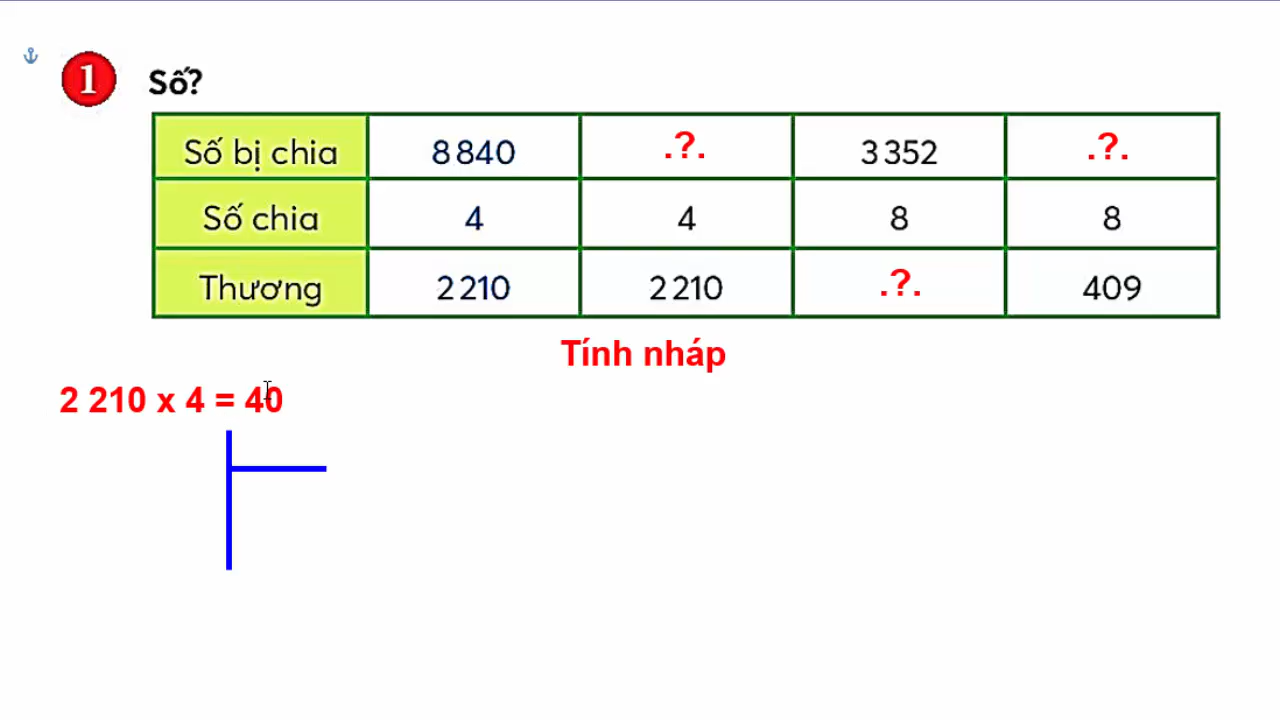 1 Số?
Số bị chia 8 840 .?. 3 352 .?.
Số chia 4 4 8 8
Thương 2 210 2 210 .?. 409
Tính nháp
2 210 x 4 = 40